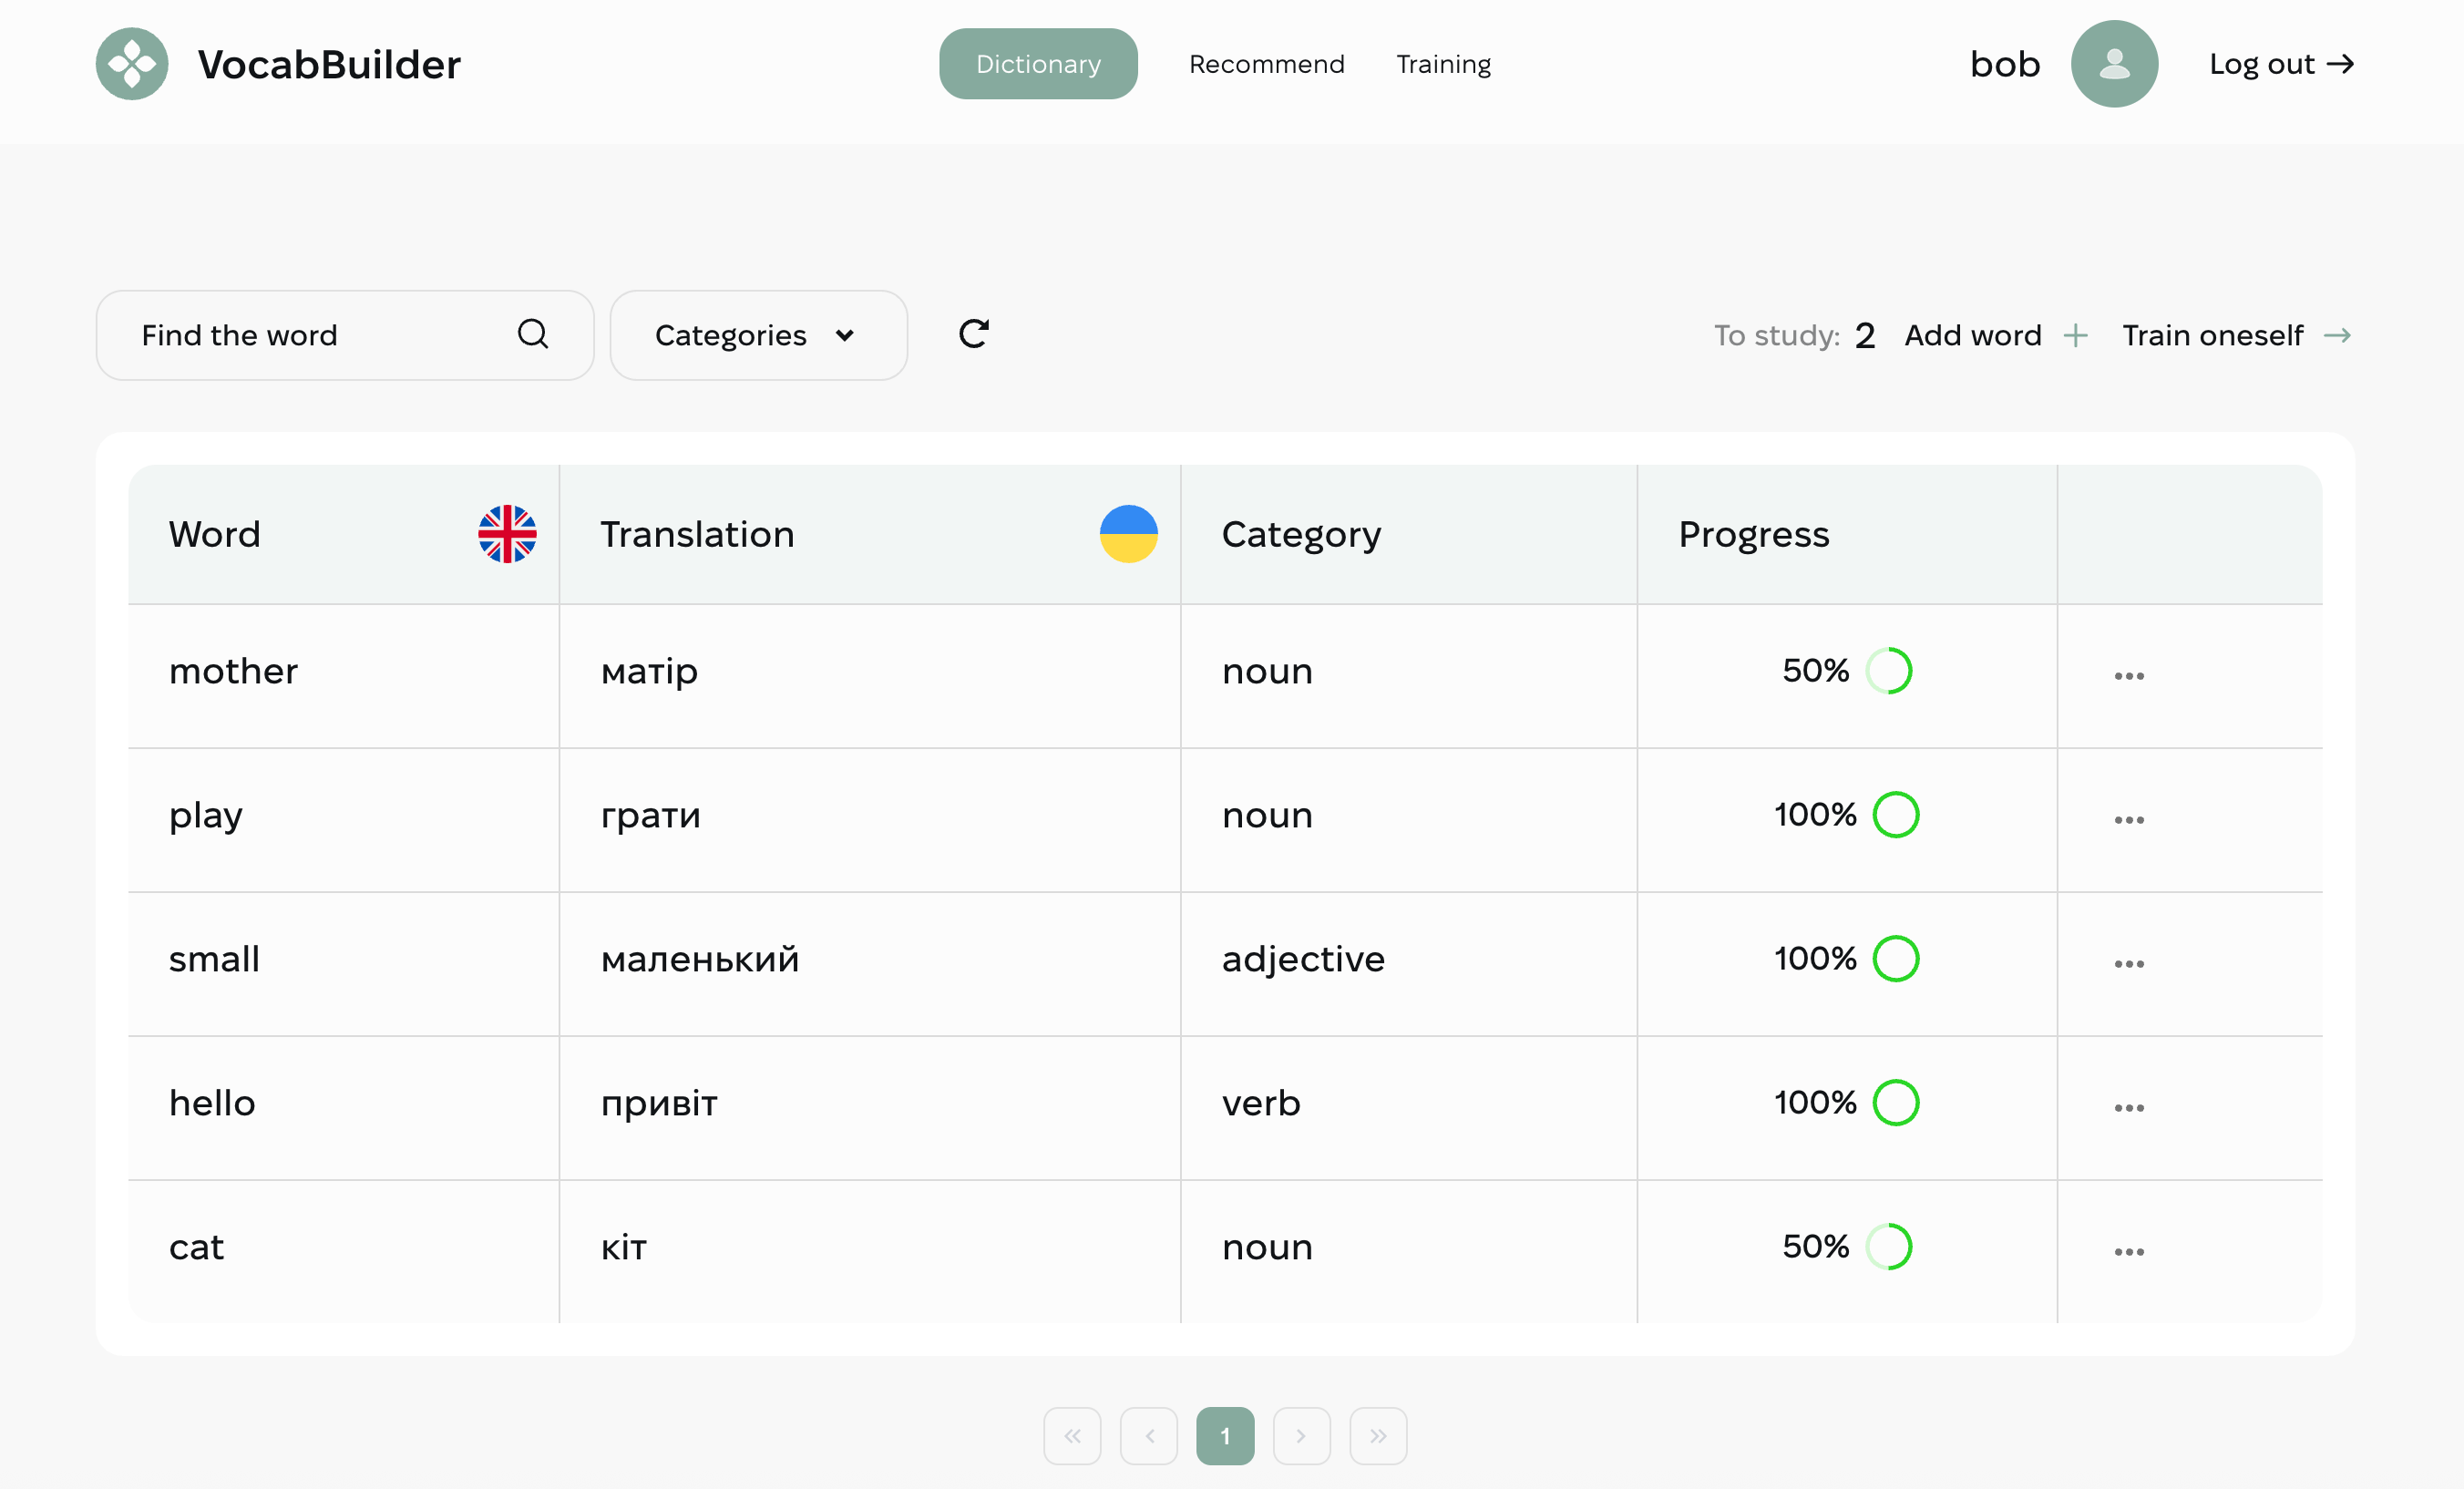 VocabBuilder Dictionary Recommend Training bob Log out
Find the word Categories To study: 2 Add word Train oneself
Word Translation Category Progress
mother матір noun 50%
play грати noun 100%
small маленький adjective 100%
hello привіт verb 100%
cat кіт noun 50%
1